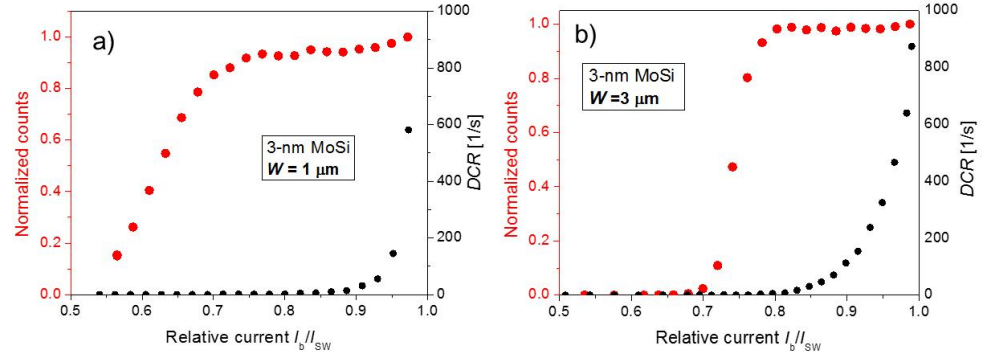 a)
Normalized counts
1.0
0.8
0.6
0.4
0.2
0.0
3-nm MoSi
W = 1 μm
1000
800
600
400
200
0
DCR [1/s]
0.5 0.6 0.7 0.8 0.9 1.0
Relative current I_b/I_SW
b)
Normalized counts
1.0
0.8
0.6
0.4
0.2
0.0
3-nm MoSi
W =3 μm
1000
800
600
400
200
0
DCR [1/s]
0.5 0.6 0.7 0.8 0.9 1.0
Relative current I_b/I_SW